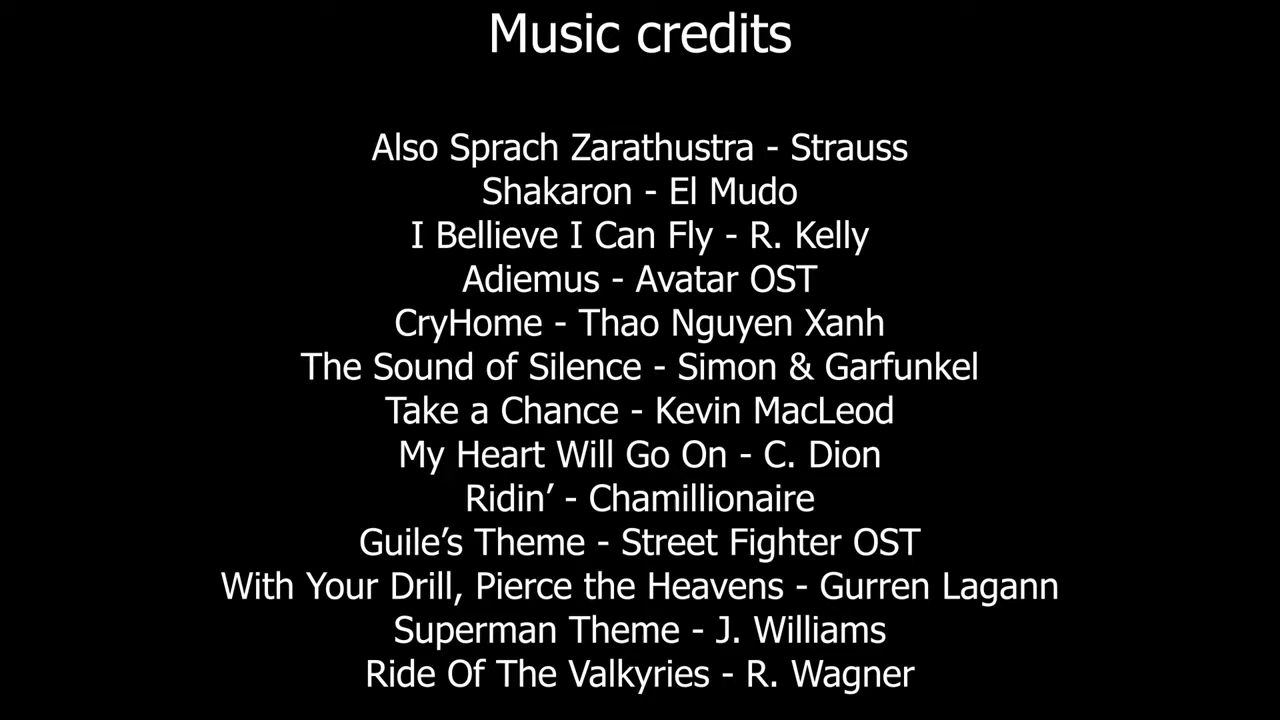 Music credits
Also Sprach Zarathustra - Strauss
Shakaron - El Mudo
I Bellieve I Can Fly - R. Kelly
Adiemus - Avatar OST
CryHome - Thao Nguyen Xanh
The Sound of Silence - Simon & Garfunkel
Take a Chance - Kevin MacLeod
My Heart Will Go On - C. Dion
Ridin’ - Chamillionaire
Guile’s Theme - Street Fighter OST
With Your Drill, Pierce the Heavens - Gurren Lagann
Superman Theme - J. Williams
Ride Of The Valkyries - R. Wagner